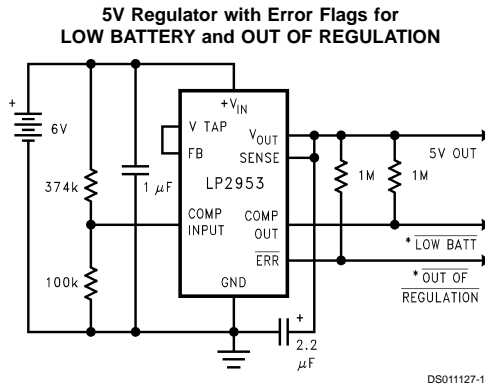 5V Regulator with Error Flags for
LOW BATTERY and OUT OF REGULATION
+VIN
+
6V
V TAP
FB
VOUT
SENSE
5V OUT
374k
1 μF
LP2953
1M
1M
COMP
INPUT
COMP
OUT
* LOW BATT
ERR
100k
* OUT OF
REGULATION
GND
+
2.2
μF
DS011127-1